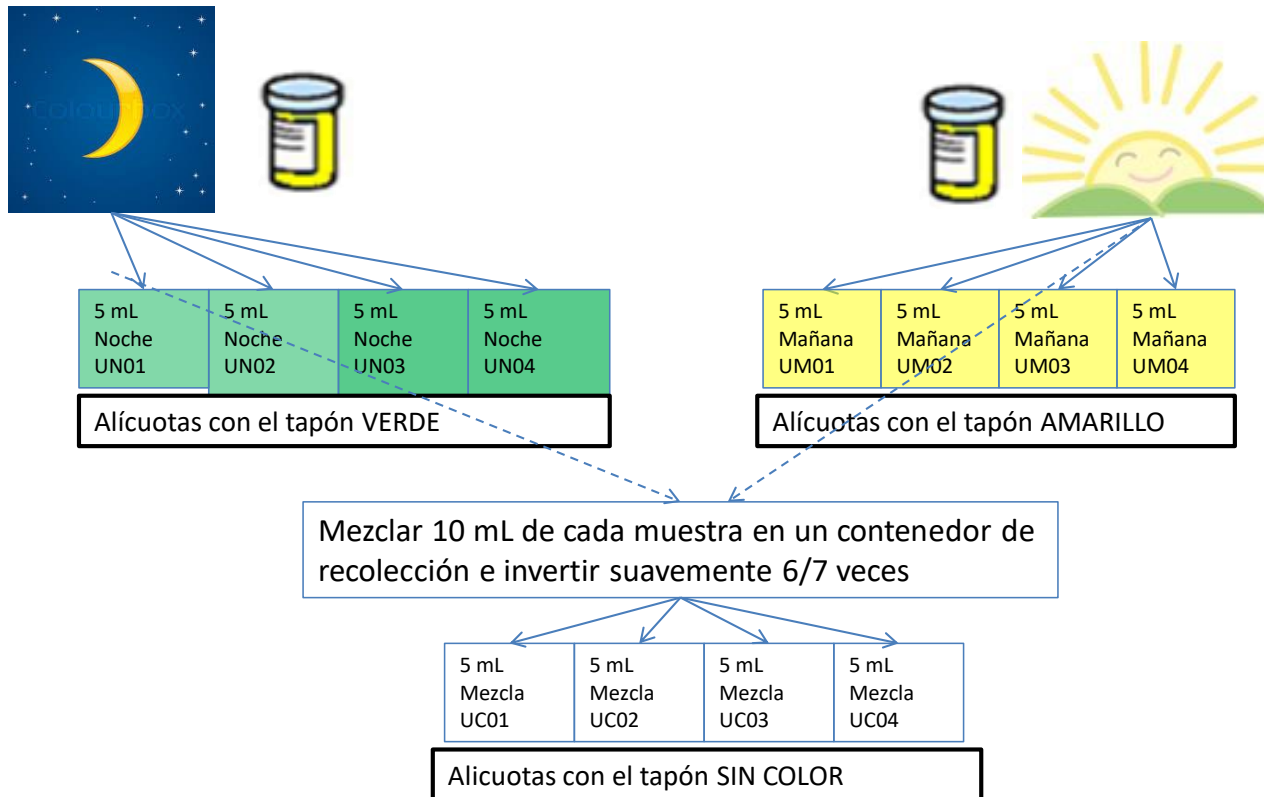 Colourbox
5 mL
Noche
UN01
5 mL
Noche
UN02
5 mL
Noche
UN03
5 mL
Noche
UN04
Alícuotas con el tapón VERDE
5 mL
Mañana
UM01
5 mL
Mañana
UM02
5 mL
Mañana
UM03
5 mL
Mañana
UM04
Alícuotas con el tapón AMARILLO
Mezclar 10 mL de cada muestra en un contenedor de
recolección e invertir suavemente 6/7 veces
5 mL
Mezcla
UC01
5 mL
Mezcla
UC02
5 mL
Mezcla
UC03
5 mL
Mezcla
UC04
Alicuotas con el tapón SIN COLOR